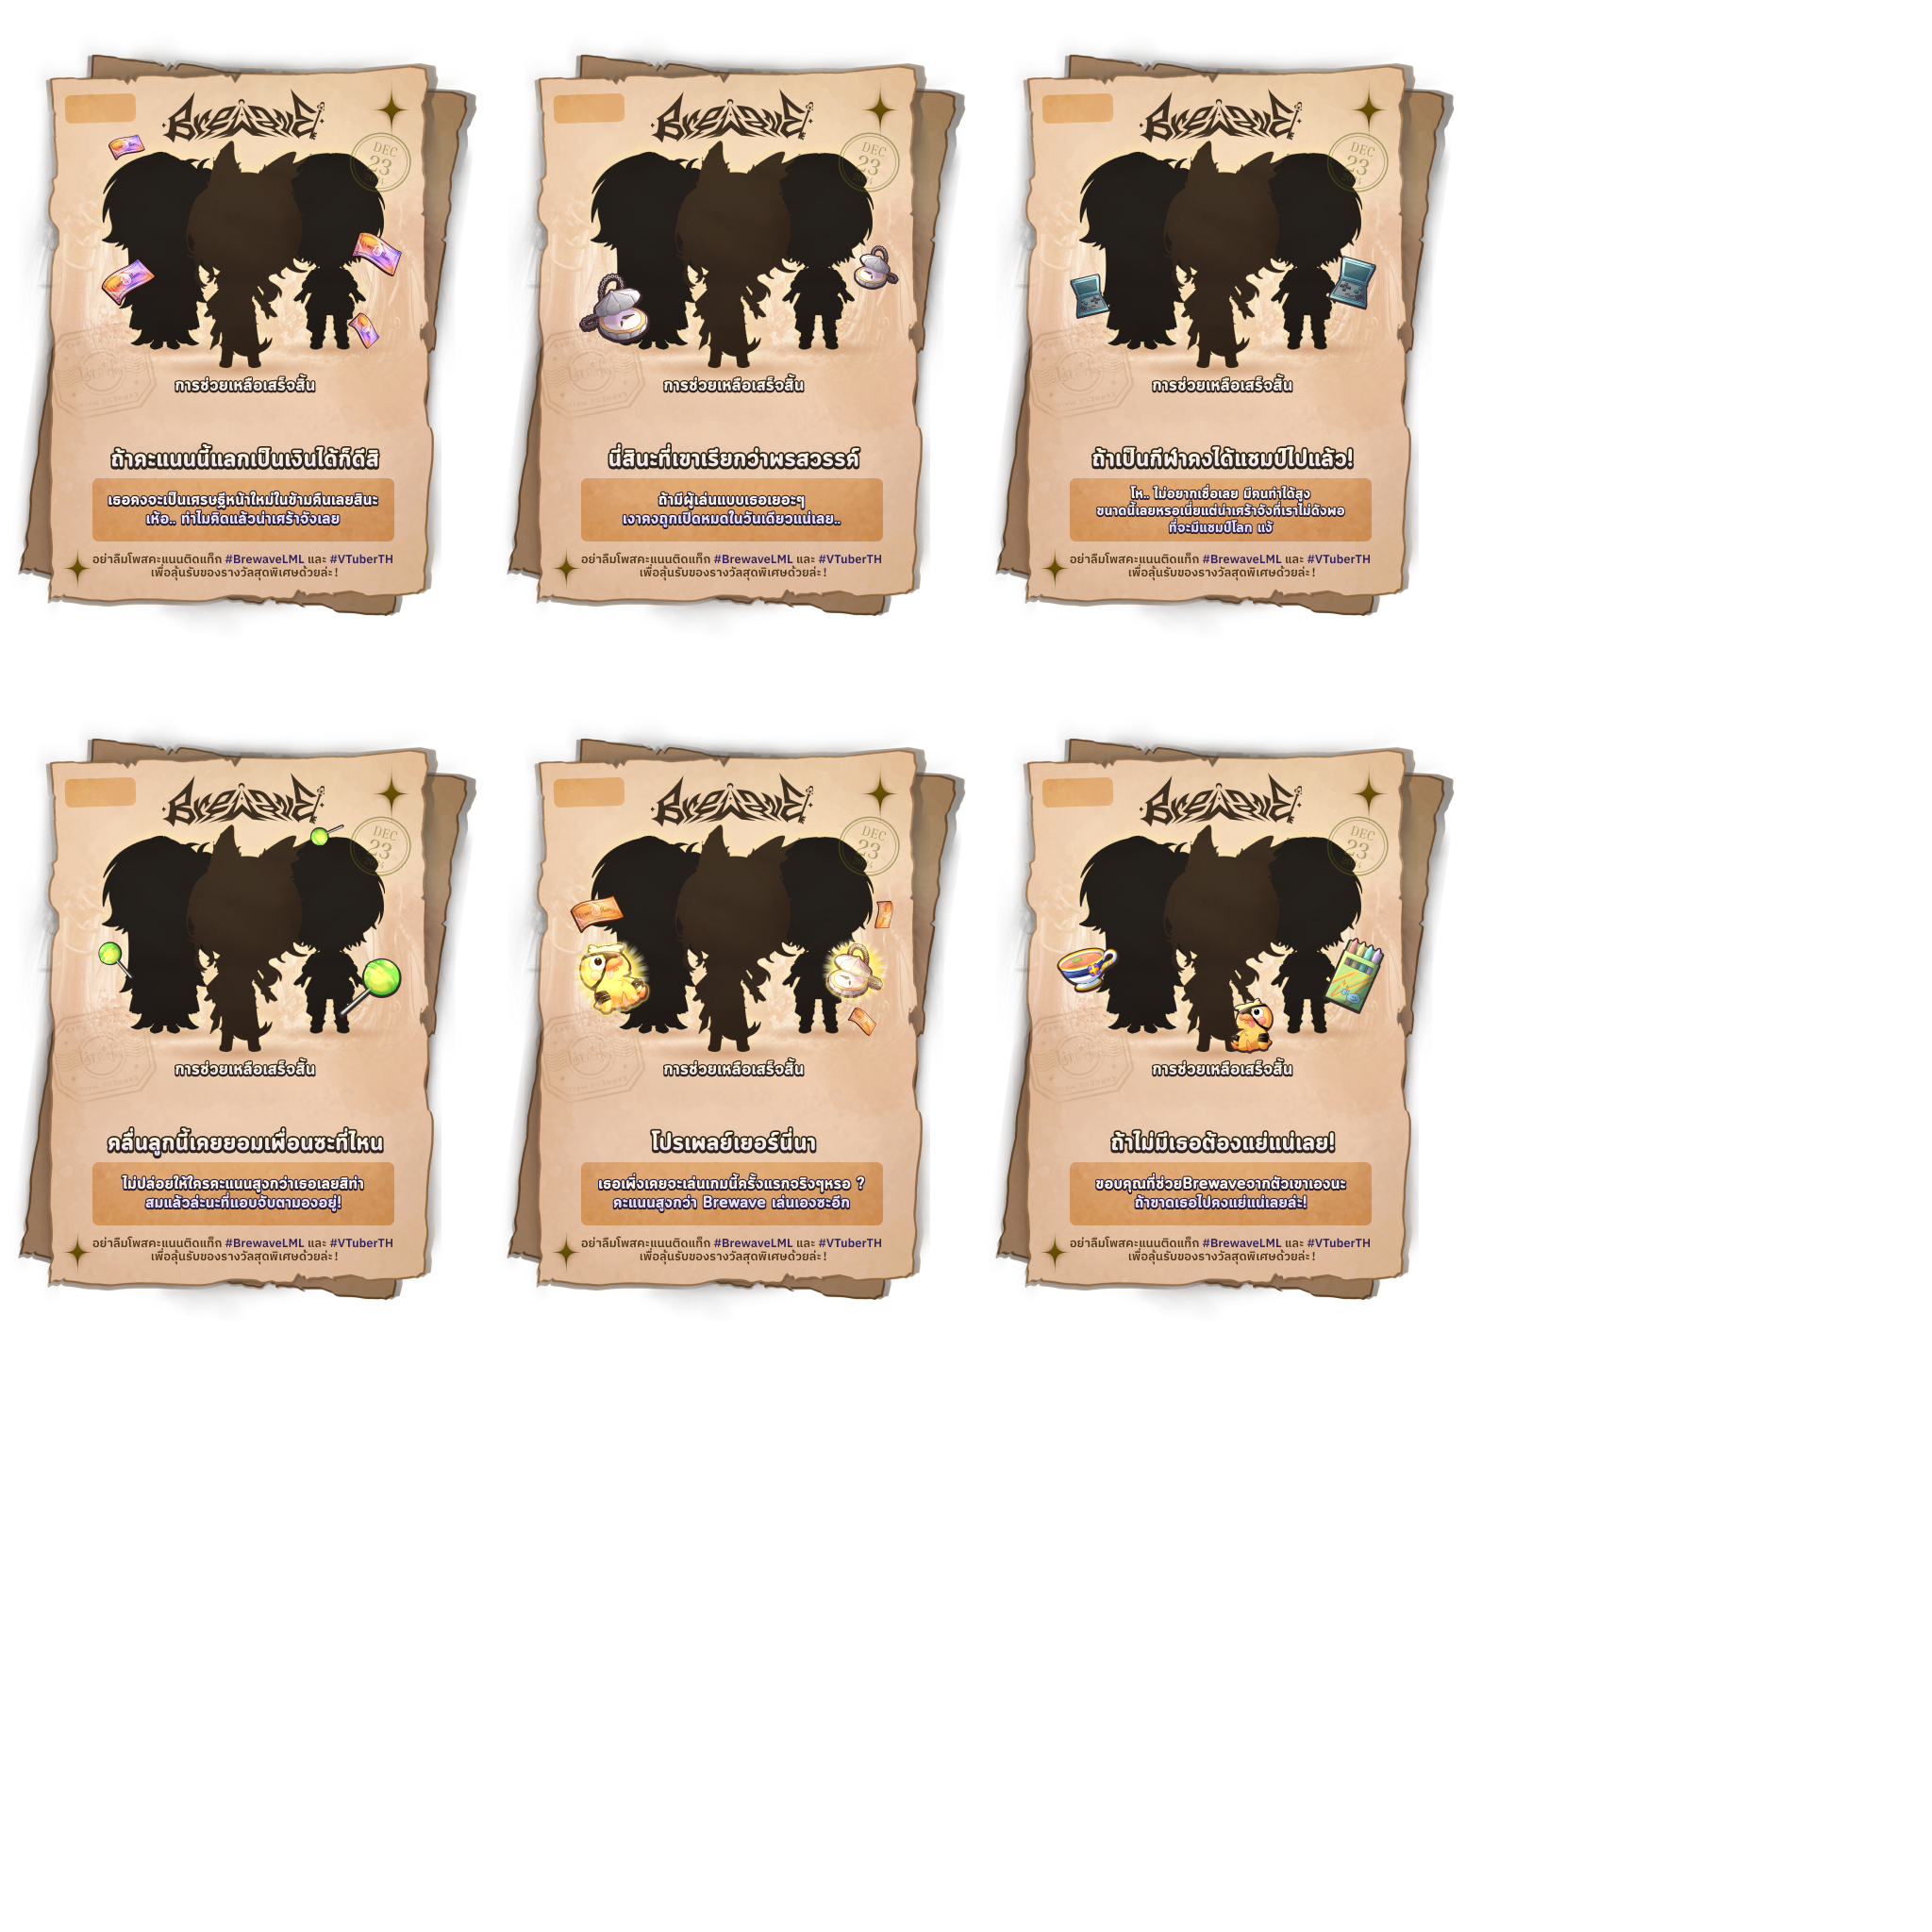 BreWavE
DEC
23
การช่วยเหลือเสร็จสิ้น
ถ้าคะแนนนี้แลกเป็นเงินได้ก็ดีสิ
เธอคงจะเป็นเศรษฐีหน้าใหม่ในข้ามคืนเลยสินะ
เห้อ.. ทำไมคิดแล้วน่าเศร้าจังเลย
อย่าลืมโพสคะแนนติดแท็ก #BrewaveLML และ #VTuberTH
เพื่อลุ้นรับของรางวัลสุดพิเศษด้วยล่ะ!
BreWavE
DEC
23
การช่วยเหลือเสร็จสิ้น
นี่สินะที่เขาเรียกว่าพรสวรรค์
ถ้ามีผู้เล่นแบบเธอเยอะๆ
เงาคงถูกเปิดหมดในวันเดียวแน่เลย..
อย่าลืมโพสคะแนนติดแท็ก #BrewaveLML และ #VTuberTH
เพื่อลุ้นรับของรางวัลสุดพิเศษด้วยล่ะ!
BreWavE
DEC
23
การช่วยเหลือเสร็จสิ้น
ถ้าเป็นกีฬาคงได้แชมป์ไปแล้ว!
โห.. ไม่อยากเชื่อเลย มีคนทำได้สูง
ขนาดนี้เลยหรอเนี่ยแต่น่าเศร้าจังที่เราไม่ดังพอ
ที่จะมีแชมป์โลก แง้
อย่าลืมโพสคะแนนติดแท็ก #BrewaveLML และ #VTuberTH
เพื่อลุ้นรับของรางวัลสุดพิเศษด้วยล่ะ!
BreWavE
DEC
23
การช่วยเหลือเสร็จสิ้น
คลื่นลูกนี้เคยยอมเพื่อนซะที่ไหน
ไม่ปล่อยให้ใครคะแนนสูงกว่าเธอเลยสิท่า
สมแล้วล่ะนะที่แอบจับตามองอยู่!
อย่าลืมโพสคะแนนติดแท็ก #BrewaveLML และ #VTuberTH
เพื่อลุ้นรับของรางวัลสุดพิเศษด้วยล่ะ!
BreWavE
DEC
23
การช่วยเหลือเสร็จสิ้น
โปรเพลย์เยอร์นี่นา
เธอเพิ่งเคยจะเล่นเกมนี้ครั้งแรกจริงๆหรอ ?
คะแนนสูงกว่า Brewave เล่นเองซะอีก
อย่าลืมโพสคะแนนติดแท็ก #BrewaveLML และ #VTuberTH
เพื่อลุ้นรับของรางวัลสุดพิเศษด้วยล่ะ!
BreWavE
DEC
23
การช่วยเหลือเสร็จสิ้น
ถ้าไม่มีเธอต้องแย่แน่เลย!
ขอบคุณที่ช่วยBrewaveจากตัวเขาเองนะ
ถ้าขาดเธอไปคงแย่แน่เลยล่ะ!
อย่าลืมโพสคะแนนติดแท็ก #BrewaveLML และ #VTuberTH
เพื่อลุ้นรับของรางวัลสุดพิเศษด้วยล่ะ!